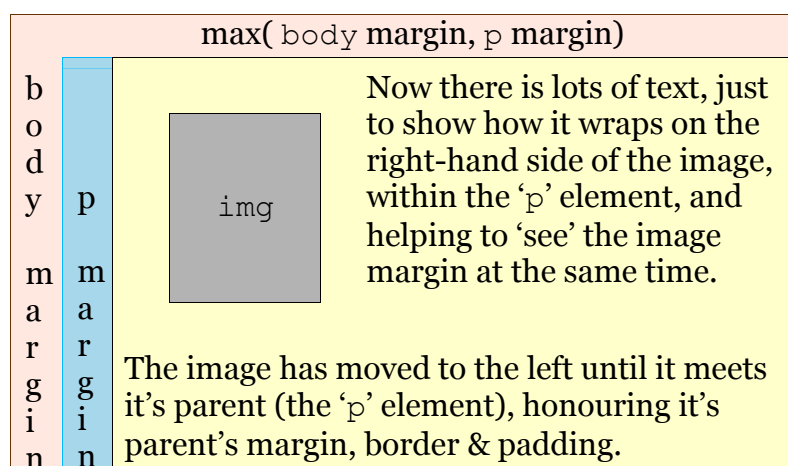 max( body margin, p margin)
body margin
p margin
img
Now there is lots of text, just
to show how it wraps on the
right-hand side of the image,
within the ‘p’ element, and
helping to ‘see’ the image
margin at the same time.
The image has moved to the left until it meets
it’s parent (the ‘p’ element), honouring it’s
parent’s margin, border & padding.